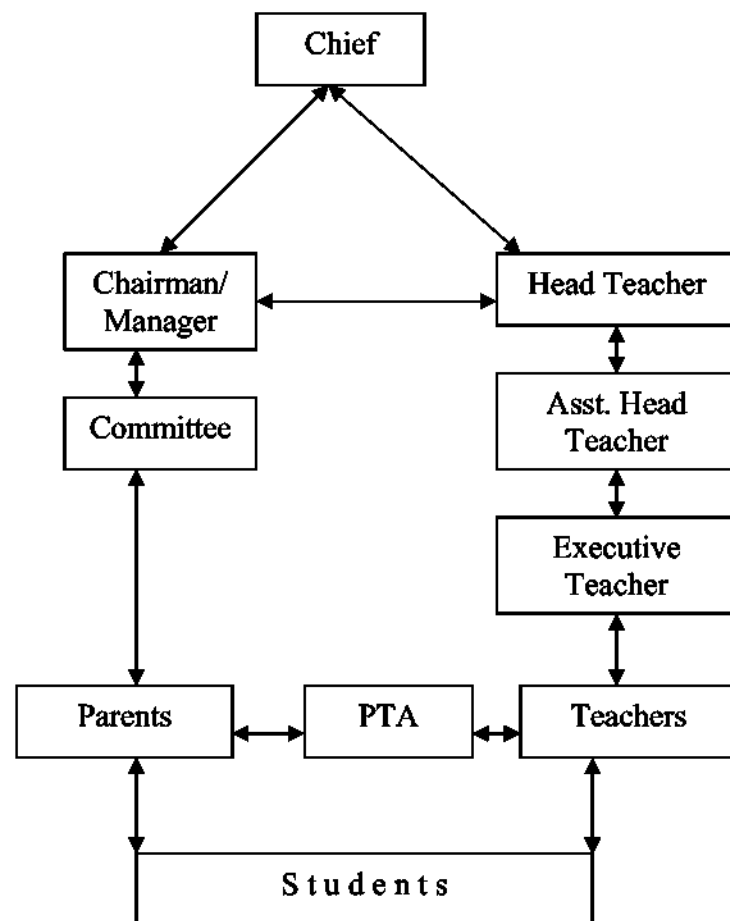 Chief
Chairman/
Manager
Head Teacher
Committee
Asst. Head
Teacher
Executive
Teacher
Parents
PTA
Teachers
Students